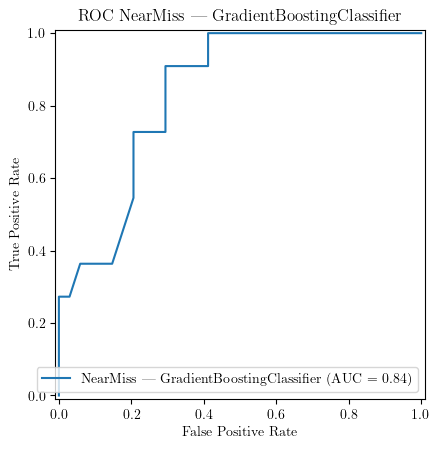 ROC NearMiss — GradientBoostingClassifier
1.0
0.8
0.6
0.4
0.2
0.0
True Positive Rate
NearMiss — GradientBoostingClassifier (AUC = 0.84)
0.0 0.2 0.4 0.6 0.8 1.0
False Positive Rate